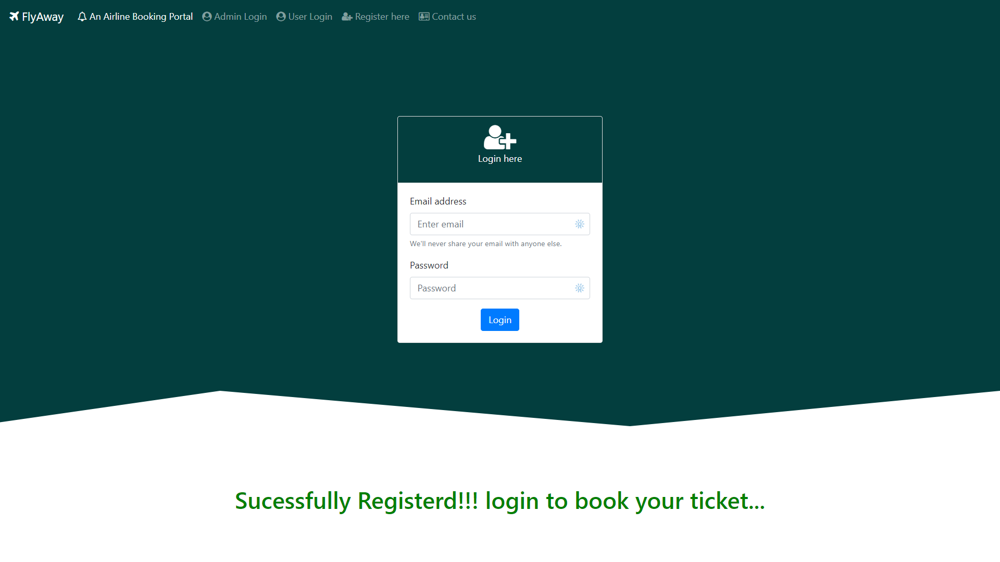 FlyAway An Airline Booking Portal Admin Login User Login Register here Contact us
Login here
Email address
Enter email
We'll never share your email with anyone else.
Password
Password
Login
Sucessfully Registerd!!! login to book your ticket...